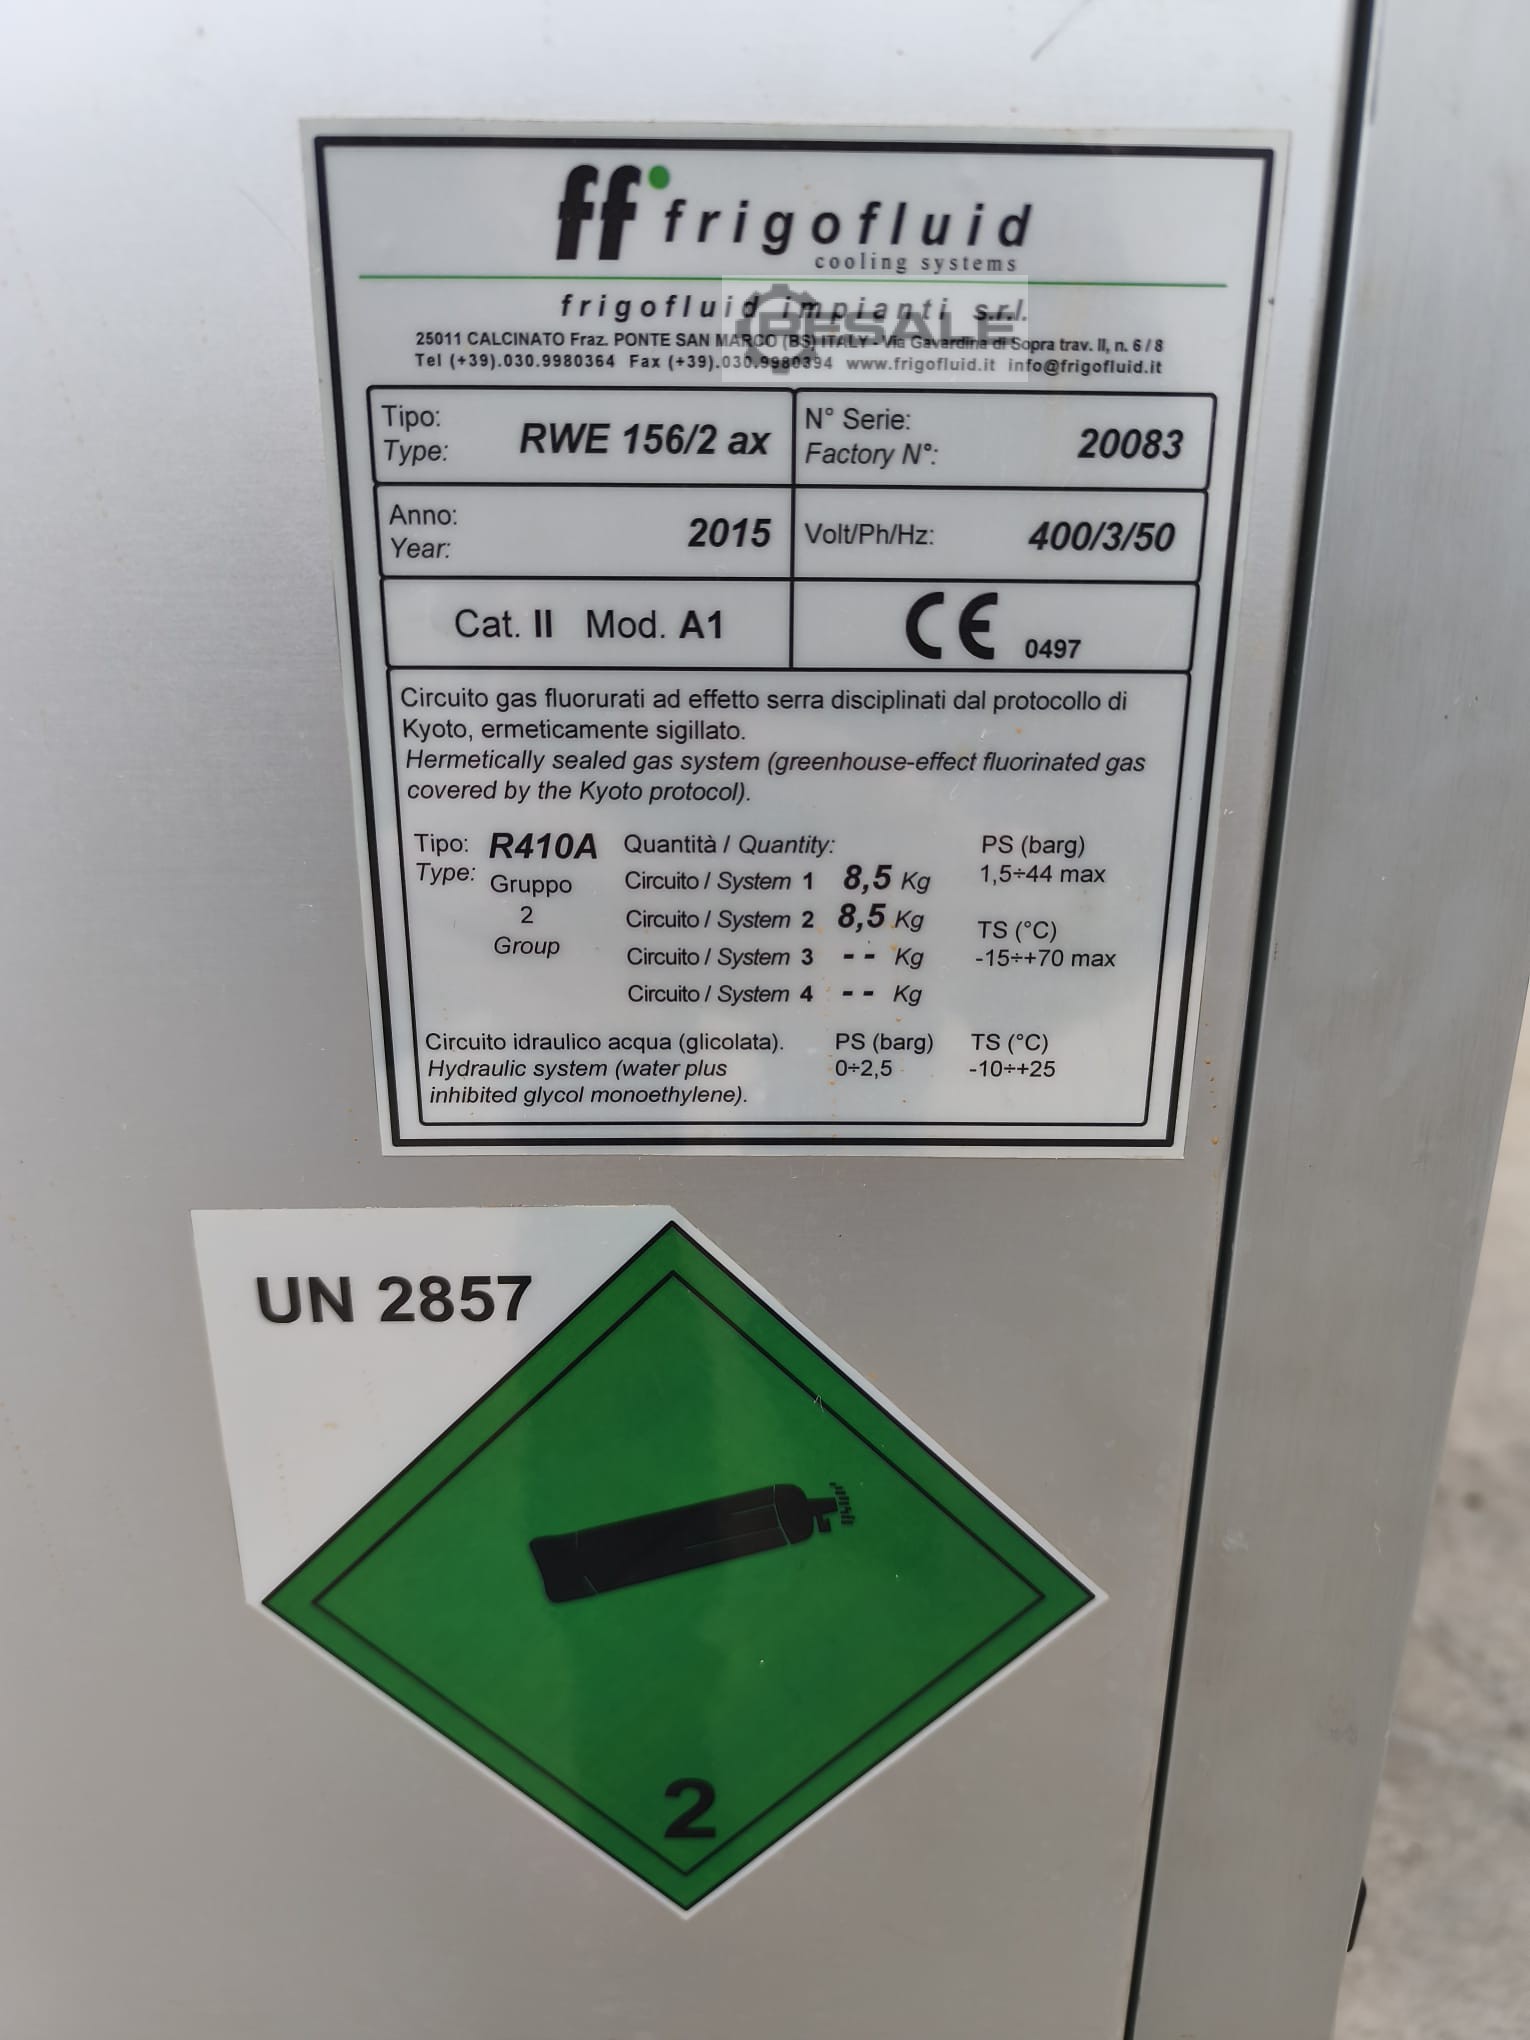 ff frigofluid
cooling systems
frigofluid impianti s.r.l.
RESALE
25011 CALCINATO Fraz. PONTE SAN MARCO (BS) ITALY - Via Gavardina di Sopra trav. II, n. 6 / 8
Tel (+39).030.9980364 Fax (+39).030.9980394 www.frigofluid.it info@frigofluid.it
Tipo:
Type: RWE 156/2 ax
N° Serie:
Factory N°: 20083
Anno:
Year: 2015
Volt/Ph/Hz: 400/3/50
Cat. II Mod. A1
CE 0497
Circuito gas fluorurati ad effetto serra disciplinati dal protocollo di
Kyoto, ermeticamente sigillato.
Hermetically sealed gas system (greenhouse-effect fluorinated gas
covered by the Kyoto protocol).
Tipo: R410A
Type:
Gruppo
2
Group
Quantità / Quantity:
Circuito / System 1 8,5 Kg
Circuito / System 2 8,5 Kg
Circuito / System 3 - - Kg
Circuito / System 4 - - Kg
PS (barg)
1,5÷44 max
TS (°C)
-15÷+70 max
Circuito idraulico acqua (glicolata).
Hydraulic system (water plus
inhibited glycol monoethylene).
PS (barg)
0÷2,5
TS (°C)
-10÷+25
UN 2857
2